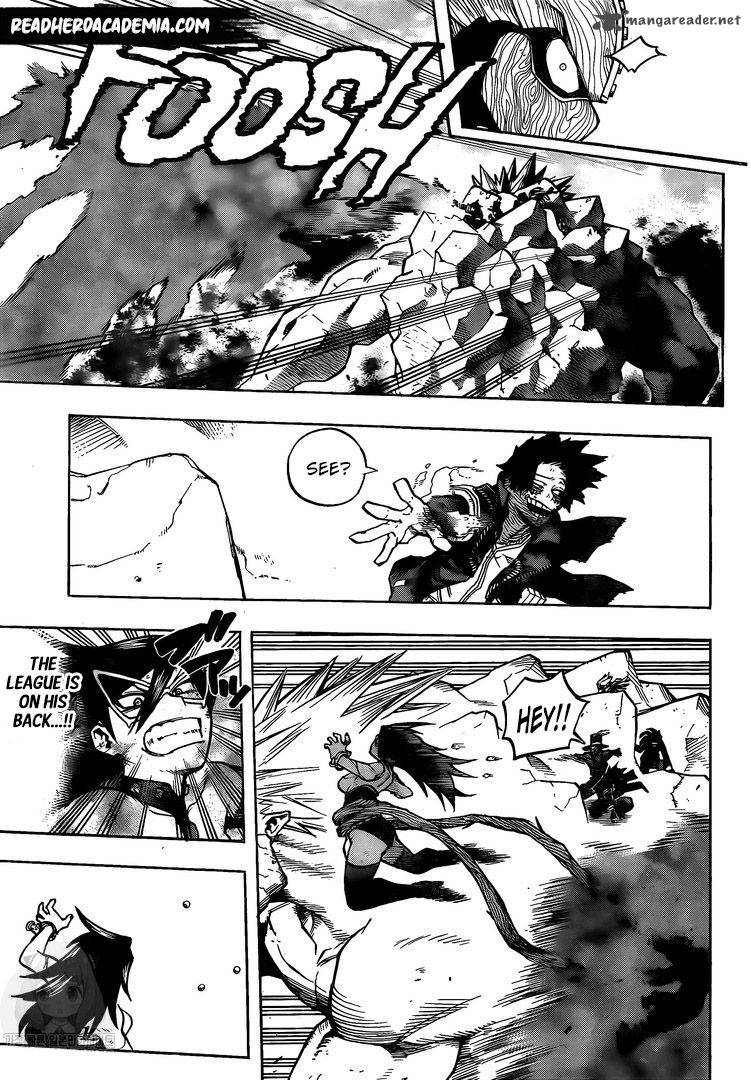 READHEROACADEMIA.COM
mangareader.net
FOOSH
SEE?
HEY!!
THE
LEAGUE IS
ON HIS
BACK...!!